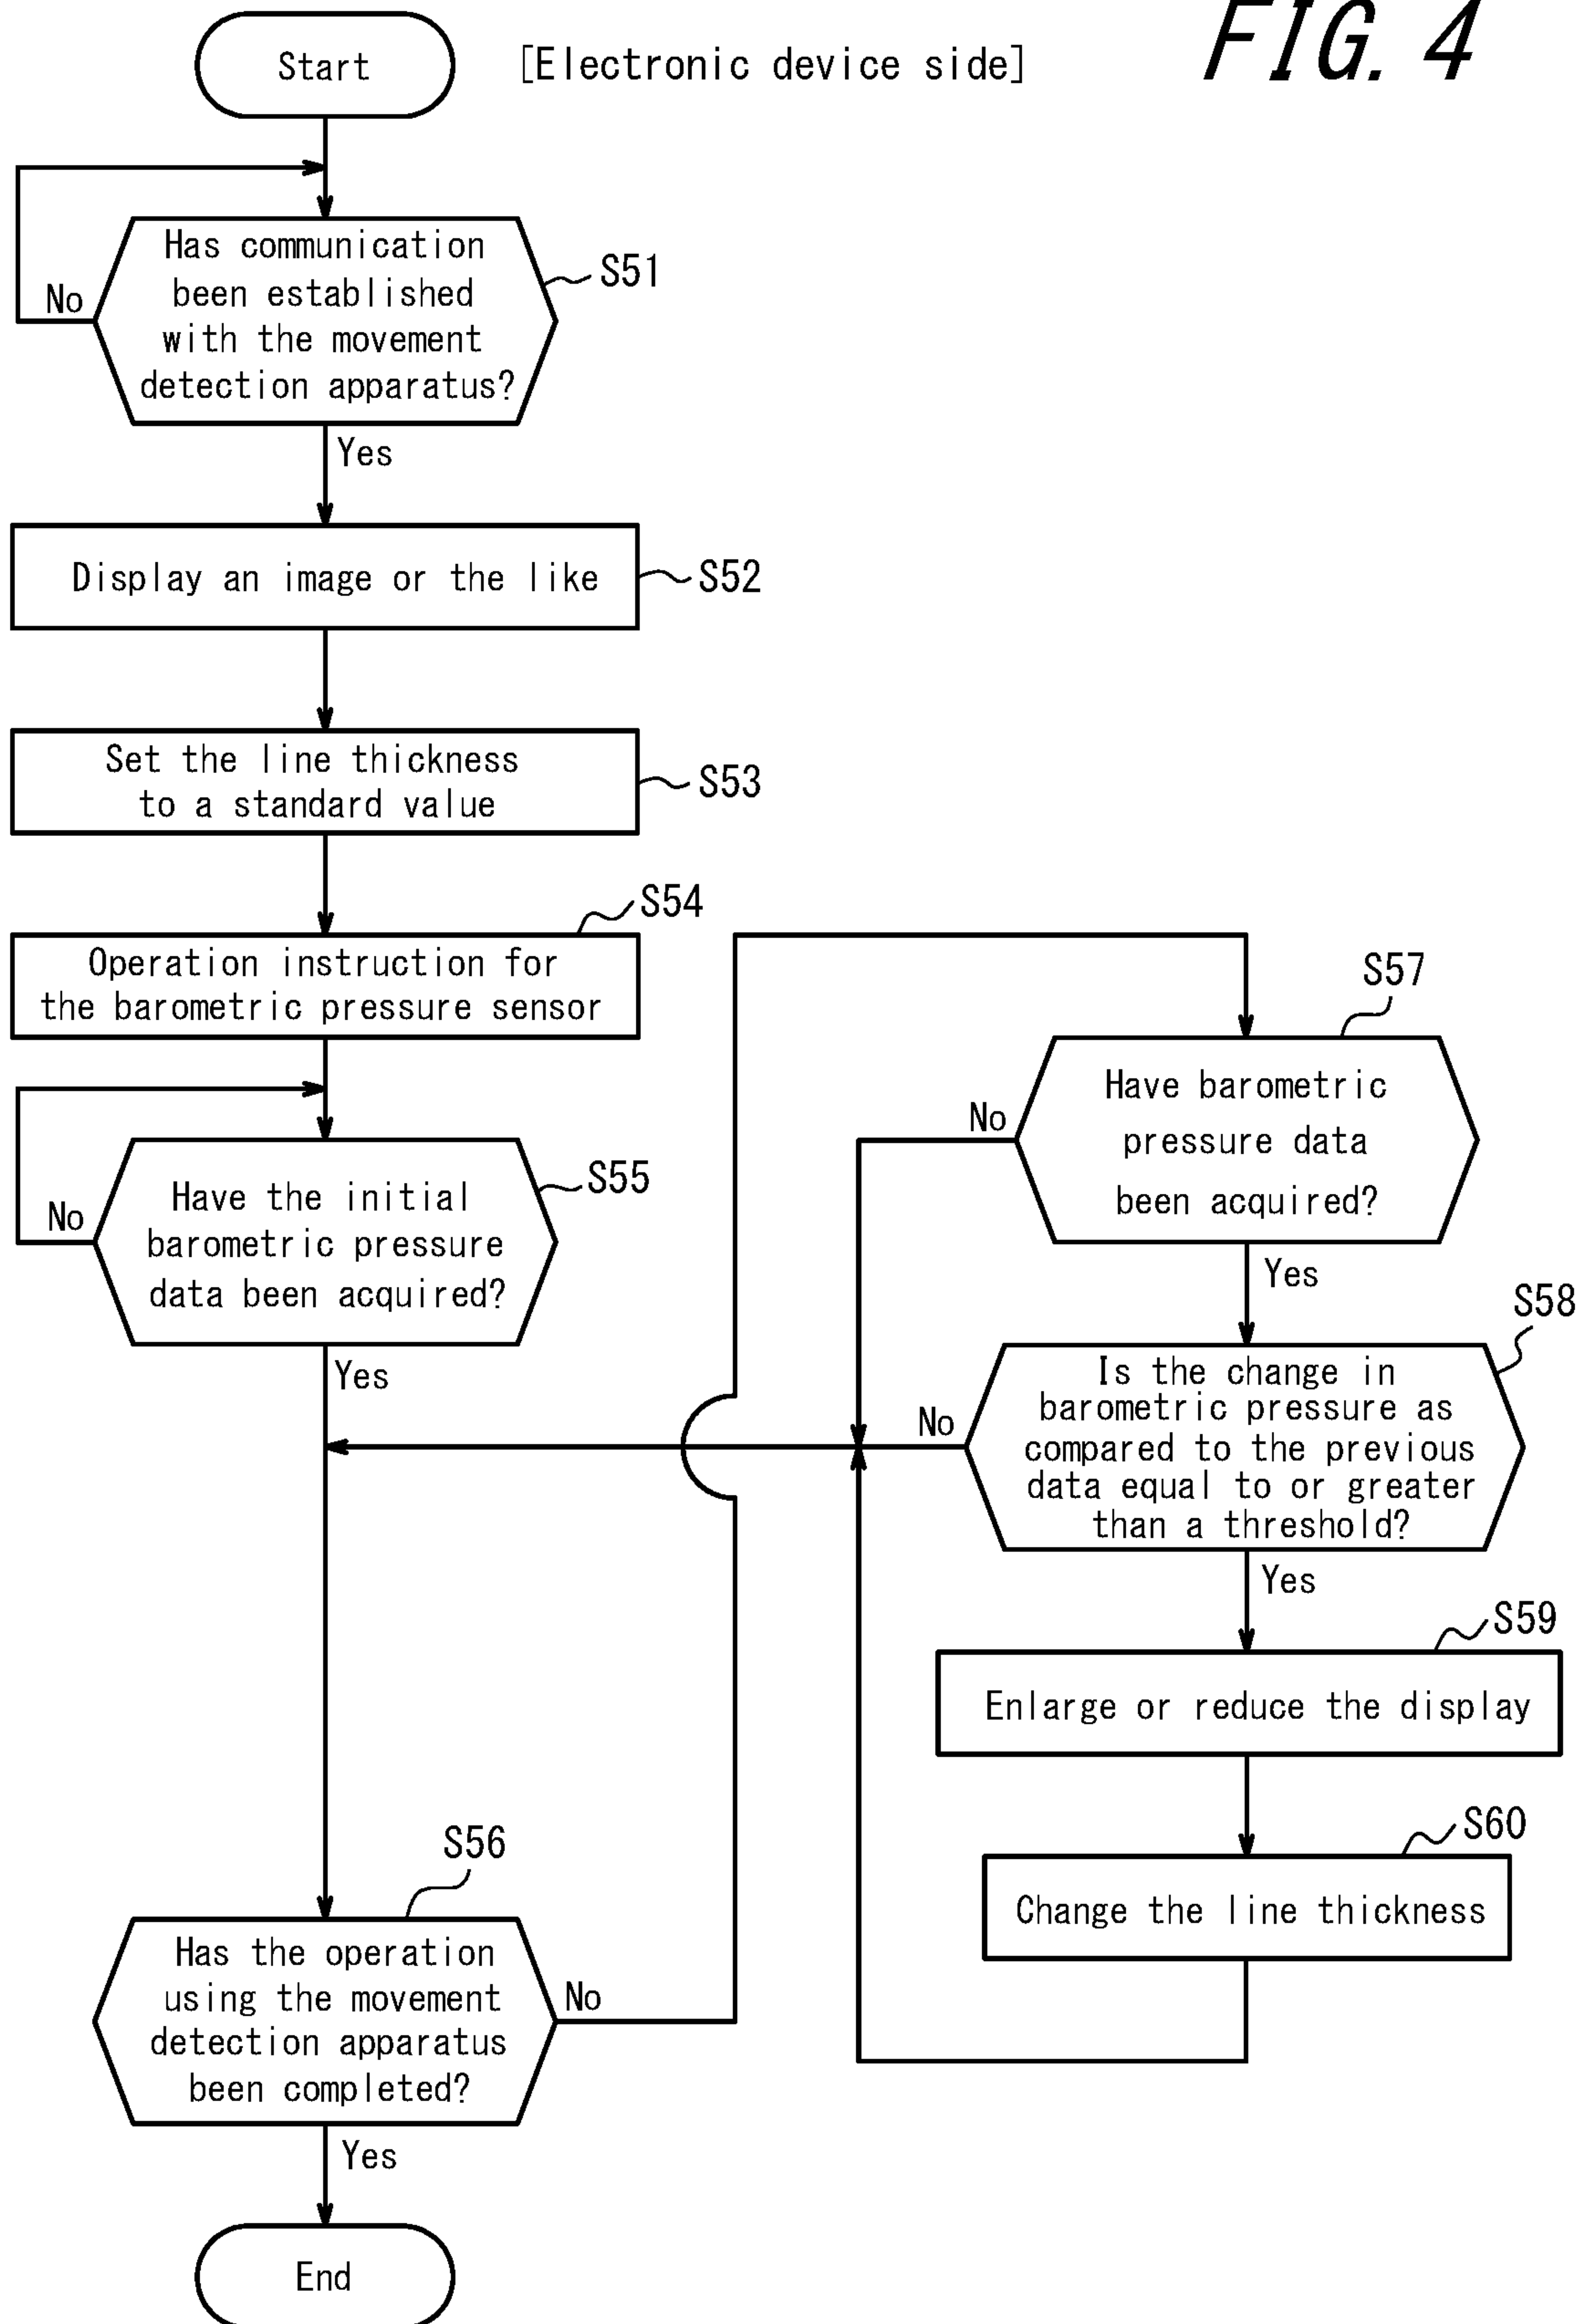 FIG. 4
Start
[Electronic device side]
Has communication
been established
with the movement
detection apparatus?
S51
No
Yes
Display an image or the like
S52
Set the line thickness
to a standard value
S53
S54
Operation instruction for
the barometric pressure sensor
Have the initial
barometric pressure
data been acquired?
S55
No
Yes
S56
Has the operation
using the movement
detection apparatus
been completed?
No
Yes
End
S57
Have barometric
pressure data
been acquired?
No
Yes
S58
Is the change in
barometric pressure as
compared to the previous
data equal to or greater
than a threshold?
No
Yes
S59
Enlarge or reduce the display
S60
Change the line thickness